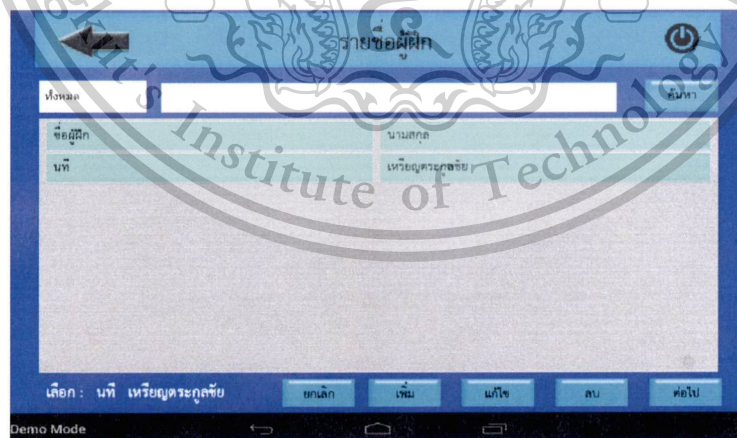 รายชื่อผู้ฝึก
ทั้งหมด ค้นหา
ชื่อผู้ฝึก นามสกุล
นที เหรียญตระกูลชัย
Institute of Technology
เลือก : นที เหรียญตระกูลชัย ยกเลิก เพิ่ม แก้ไข ลบ ต่อไป
Demo Mode